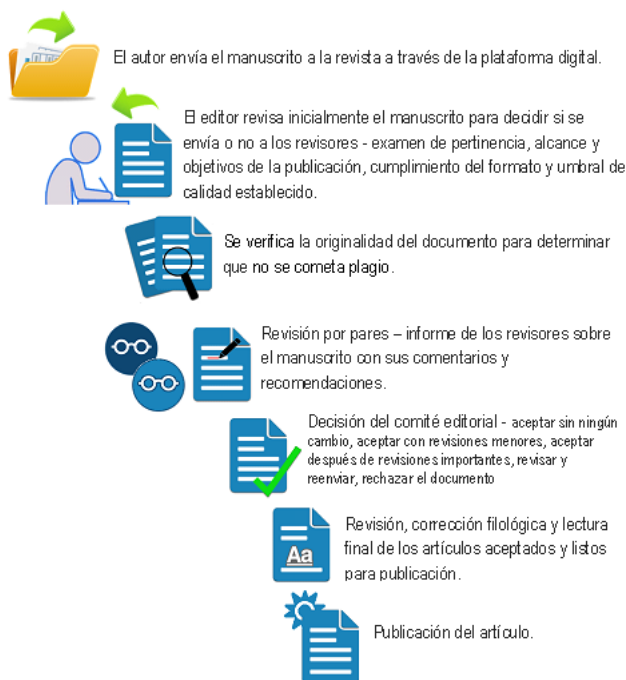 El autor envía el manuscrito a la revista a través de la plataforma digital.
El editor revisa inicialmente el manuscrito para decidir si se
envía o no a los revisores - examen de pertinencia, alcance y
objetivos de la publicación, cumplimiento del formato y umbral de
calidad establecido.
Se verifica la originalidad del documento para determinar
que no se cometa plagio.
Revisión por pares – informe de los revisores sobre
el manuscrito con sus comentarios y
recomendaciones.
Decisión del comité editorial - aceptar sin ningún
cambio, aceptar con revisiones menores, aceptar
después de revisiones importantes, revisar y
reenviar, rechazar el documento
Revisión, corrección filológica y lectura
final de los artículos aceptados y listos
para publicación.
Aa
Publicación del artículo.